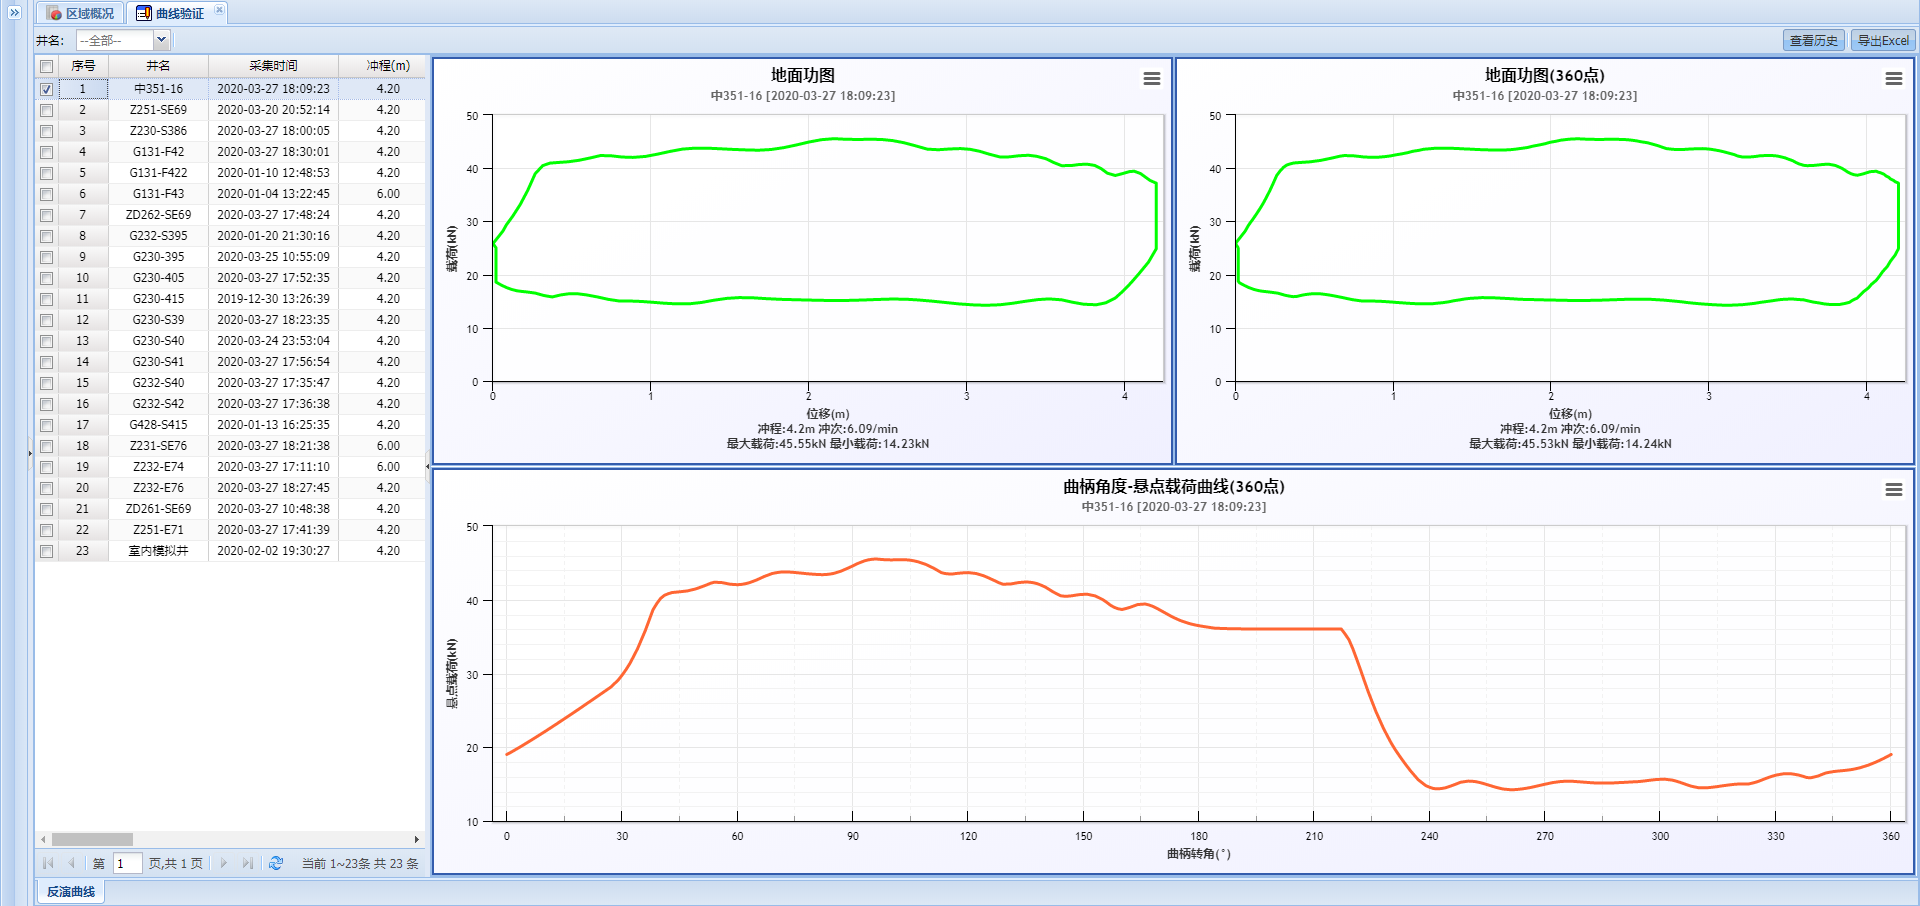 区域概况 曲线验证
井名: --全部-- 查看历史 导出Excel
序号 井名 采集时间 冲程(m)
1 中351-16 2020-03-27 18:09:23 4.20
2 Z251-SE69 2020-03-20 20:52:14 4.20
3 Z230-S386 2020-03-27 18:00:05 4.20
4 G131-F42 2020-03-27 18:30:01 4.20
5 G131-F422 2020-01-10 12:48:53 4.20
6 G131-F43 2020-01-04 13:22:45 6.00
7 ZD262-SE69 2020-03-27 17:48:24 4.20
8 G232-S395 2020-01-20 21:30:16 4.20
9 G230-395 2020-03-25 10:55:09 4.20
10 G230-405 2020-03-27 17:52:35 4.20
11 G230-415 2019-12-30 13:26:39 4.20
12 G230-S39 2020-03-27 18:23:35 4.20
13 G230-S40 2020-03-24 23:53:04 4.20
14 G230-S41 2020-03-27 17:56:54 4.20
15 G232-S40 2020-03-27 17:35:47 4.20
16 G232-S42 2020-03-27 17:36:38 4.20
17 G428-S415 2020-01-13 16:25:35 4.20
18 Z231-SE76 2020-03-27 18:21:38 6.00
19 Z232-E74 2020-03-27 17:11:10 6.00
20 Z232-E76 2020-03-27 18:27:45 4.20
21 ZD261-SE69 2020-03-27 10:48:38 4.20
22 Z251-E71 2020-03-27 17:41:39 4.20
23 室内模拟井 2020-02-02 19:30:27 4.20
第 1 页,共 1 页 当前 1~23条 共 23 条
反演曲线
地面功图
中351-16 [2020-03-27 18:09:23]
50
40
30
20
10
0
载荷(kN)
0 1 2 3 4
位移(m)
冲程:4.2m 冲次:6.09/min
最大载荷:45.55kN 最小载荷:14.23kN
地面功图(360点)
中351-16 [2020-03-27 18:09:23]
50
40
30
20
10
0
载荷(kN)
0 1 2 3 4
位移(m)
冲程:4.2m 冲次:6.09/min
最大载荷:45.53kN 最小载荷:14.24kN
曲柄角度-悬点载荷曲线(360点)
中351-16 [2020-03-27 18:09:23]
50
40
30
20
10
悬点载荷(kN)
0 30 60 90 120 150 180 210 240 270 300 330 360
曲柄转角(°)